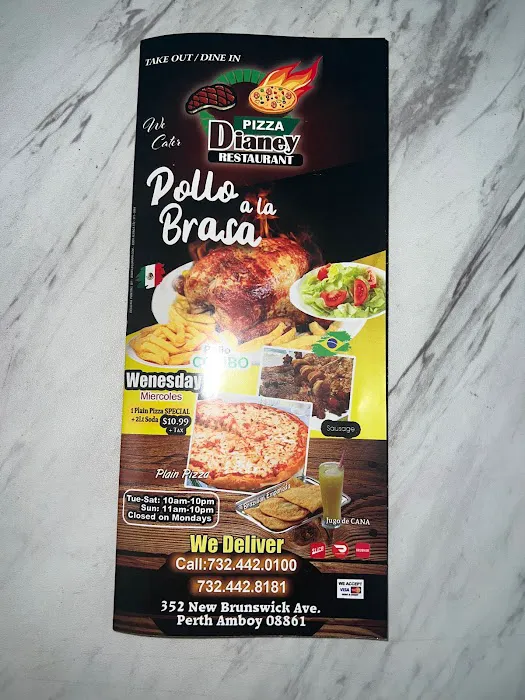 TAKE OUT / DINE IN
We
Cater
PIZZA
Dianey
RESTAURANT
Pollo
a la
Brasa
COMBO
Wenesday
Miercoles
1 Plain Pizza SPECIAL
+ 2Lt Soda $10.99
+ TAX
Sausage
Plain Pizza
Brazilian Empanada
Jugo de CANA
Tue-Sat: 10am-10pm
Sun: 11am-10pm
Closed on Mondays
SLICE
We Deliver
Call:732.442.0100
732.442.8181
WE ACCEPT
VISA
352 New Brunswick Ave.
Perth Amboy 08861